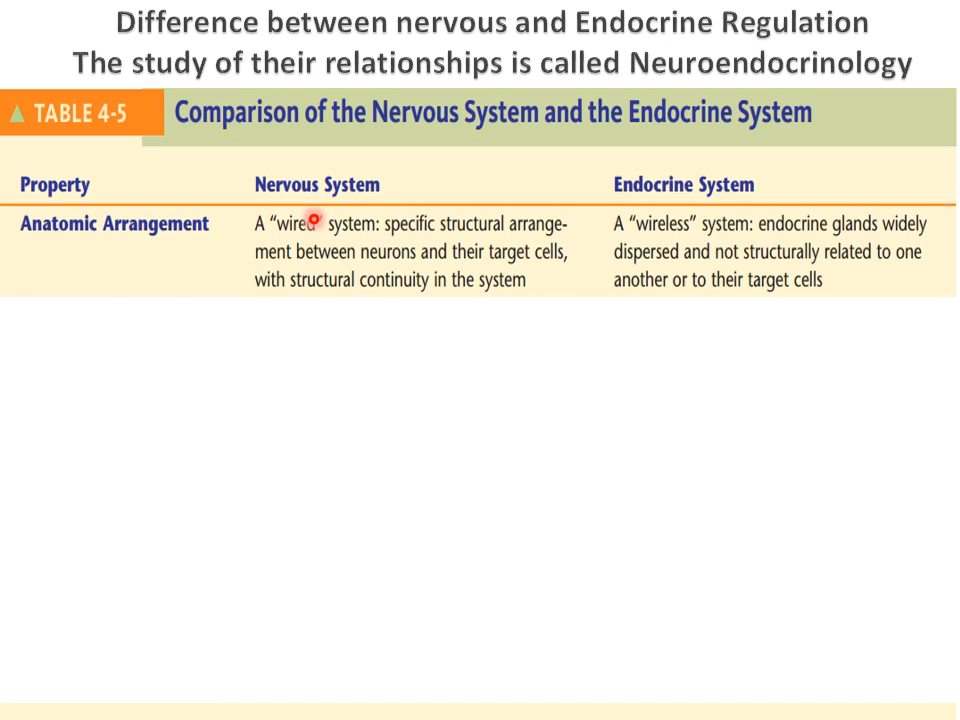 Difference between nervous and Endocrine Regulation
The study of their relationships is called Neuroendocrinology
▲ TABLE 4-5 Comparison of the Nervous System and the Endocrine System
Property Nervous System Endocrine System
Anatomic Arrangement A “wired” system: specific structural arrange- A “wireless” system: endocrine glands widely
ment between neurons and their target cells, dispersed and not structurally related to one
with structural continuity in the system another or to their target cells